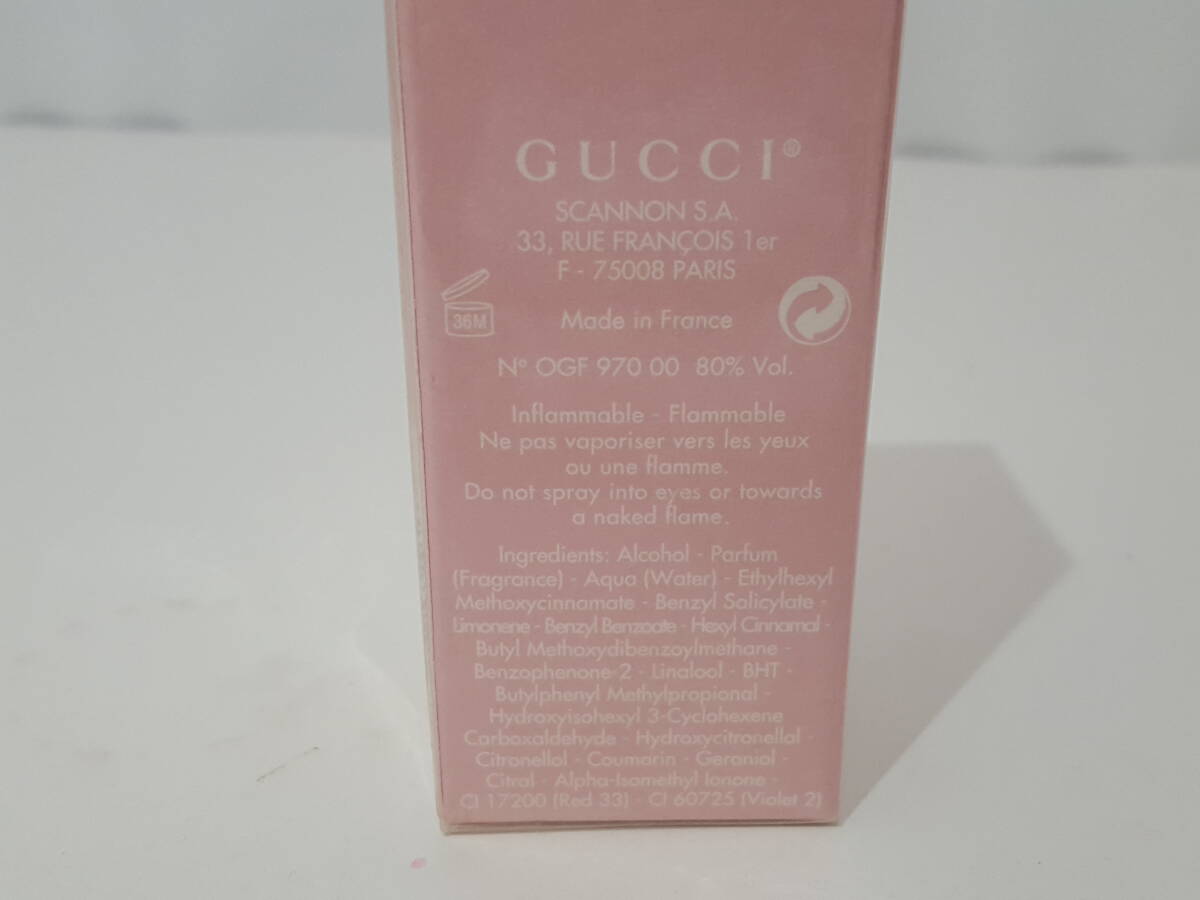 GUCCI®
SCANNON S.A.
33, RUE FRANÇOIS 1er
F - 75008 PARIS
36M
Made in France
Nº OGF 970 00 80% Vol.
Inflammable - Flammable
Ne pas vaporiser vers les yeux
ou une flamme.
Do not spray into eyes or towards
a naked flame.
Ingredients: Alcohol - Parfum
(Fragrance) - Aqua (Water) - Ethylhexyl
Methoxycinnamate - Benzyl Salicylate -
Limonene - Benzyl Benzoate - Hexyl Cinnamal -
Butyl Methoxydibenzoylmethane -
Benzophenone-2 - Linalool - BHT -
Butylphenyl Methylpropional -
Hydroxyisohexyl 3-Cyclohexene
Carboxaldehyde - Hydroxycitronellal -
Citronellol - Coumarin - Geraniol -
Citral - Alpha-Isomethyl Ionone -
CI 17200 (Red 33) - CI 60725 (Violet 2)